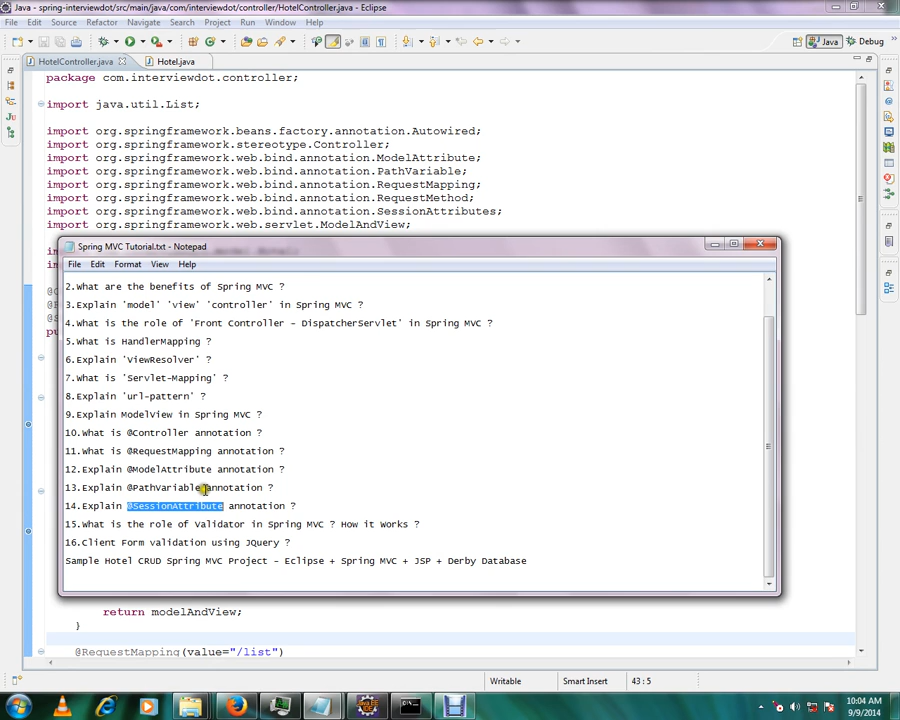 Java - spring-interviewdot/src/main/java/com/interviewdot/controller/HotelController.java - Eclipse
File Edit Source Refactor Navigate Search Project Run Window Help
Java Debug
HotelController.java Hotel.java
package com.interviewdot.controller;
import java.util.List;
import org.springframework.beans.factory.annotation.Autowired;
import org.springframework.stereotype.Controller;
import org.springframework.web.bind.annotation.ModelAttribute;
import org.springframework.web.bind.annotation.PathVariable;
import org.springframework.web.bind.annotation.RequestMapping;
import org.springframework.web.bind.annotation.RequestMethod;
import org.springframework.web.bind.annotation.SessionAttributes;
import org.springframework.web.servlet.ModelAndView;
Spring MVC Tutorial.txt - Notepad
File Edit Format View Help
2.What are the benefits of Spring MVC ?
3.Explain 'model' 'view' 'controller' in Spring MVC ?
4.What is the role of 'Front Controller - DispatcherServlet' in Spring MVC ?
5.What is HandlerMapping ?
6.Explain 'ViewResolver' ?
7.What is 'Servlet-Mapping' ?
8.Explain 'url-pattern' ?
9.Explain ModelView in Spring MVC ?
10.What is @Controller annotation ?
11.What is @RequestMapping annotation ?
12.Explain @ModelAttribute annotation ?
13.Explain @PathVariable annotation ?
14.Explain @SessionAttribute annotation ?
15.What is the role of Validator in Spring MVC ? How it Works ?
16.Client Form validation using JQuery ?
Sample Hotel CRUD Spring MVC Project - Eclipse + Spring MVC + JSP + Derby Database
return modelAndView;
}
@RequestMapping(value="/list")
Writable Smart Insert 43 : 5
10:04 AM
9/9/2014